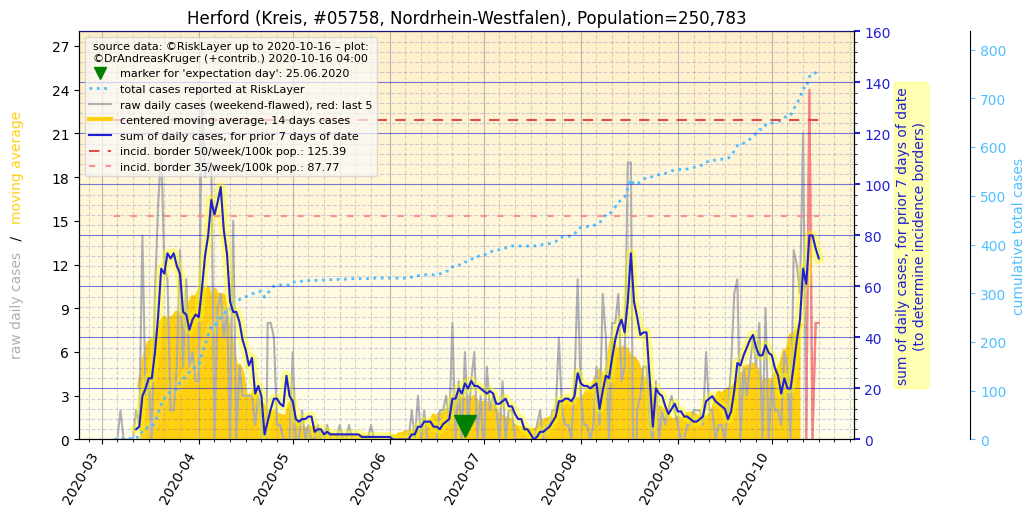 Herford (Kreis, #05758, Nordrhein-Westfalen), Population=250,783
source data: ©RiskLayer up to 2020-10-16 – plot:
©DrAndreasKruger (+contrib.) 2020-10-16 04:00
marker for 'expectation day': 25.06.2020
total cases reported at RiskLayer
raw daily cases (weekend-flawed), red: last 5
centered moving average, 14 days cases
sum of daily cases, for prior 7 days of date
incid. border 50/week/100k pop.: 125.39
incid. border 35/week/100k pop.: 87.77
raw daily cases / moving average
27
24
21
18
15
12
9
6
3
0
2020-03
2020-04
2020-05
2020-06
2020-07
2020-08
2020-09
2020-10
160
140
120
100
80
60
40
20
0
sum of daily cases, for prior 7 days of date
(to determine incidence borders)
800
700
600
500
400
300
200
100
0
cumulative total cases